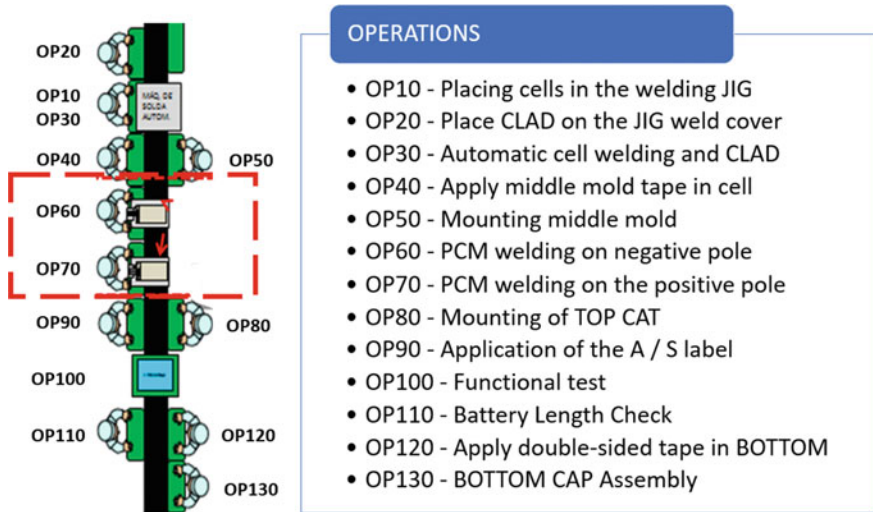 OP20
OP10
OP30
MÁQ. DE
SOLDA
AUTOM.
OP40
OP50
OP60
OP70
OP90
OP80
OP100
OP110
OP120
OP130
OPERATIONS
• OP10 - Placing cells in the welding JIG
• OP20 - Place CLAD on the JIG weld cover
• OP30 - Automatic cell welding and CLAD
• OP40 - Apply middle mold tape in cell
• OP50 - Mounting middle mold
• OP60 - PCM welding on negative pole
• OP70 - PCM welding on the positive pole
• OP80 - Mounting of TOP CAT
• OP90 - Application of the A / S label
• OP100 - Functional test
• OP110 - Battery Length Check
• OP120 - Apply double-sided tape in BOTTOM
• OP130 - BOTTOM CAP Assembly